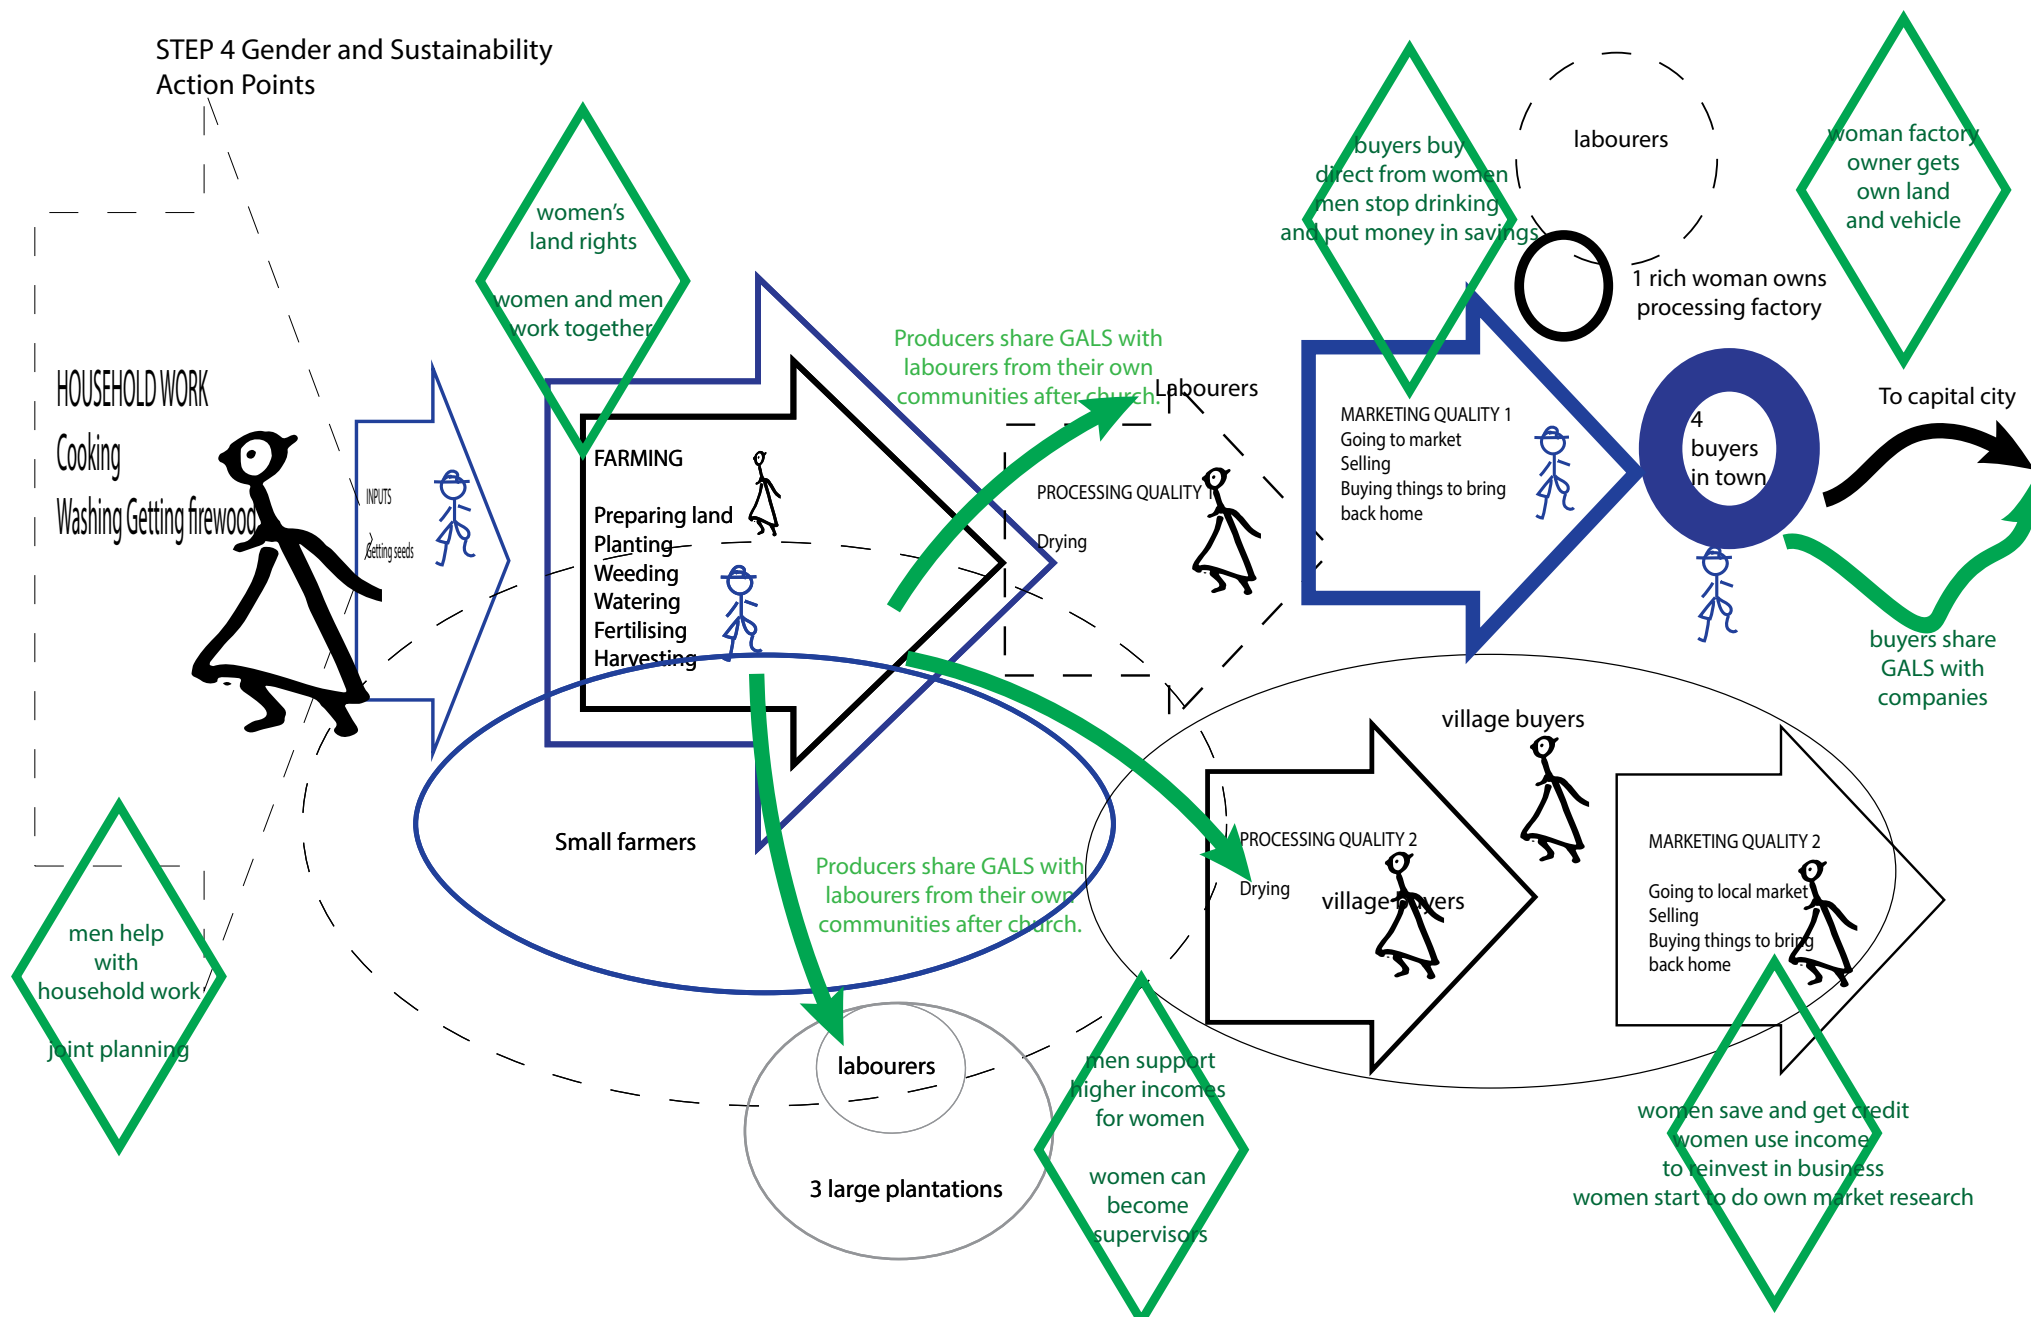 STEP 4 Gender and Sustainability
Action Points
HOUSEHOLD WORK
Cooking
Washing Getting firewood
men help
with
household work
joint planning
INPUTS
Getting seeds
women's
land rights
women and men
work together
FARMING
Preparing land
Planting
Weeding
Watering
Fertilising
Harvesting
Small farmers
Producers share GALS with
labourers from their own
communities after church.
Labourers
PROCESSING QUALITY 1
Drying
Producers share GALS with
labourers from their own
communities after church.
labourers
3 large plantations
men support
higher incomes
for women
women can
become
supervisors
buyers buy
direct from women
men stop drinking
and put money in savings
MARKETING QUALITY 1
Going to market
Selling
Buying things to bring
back home
labourers
1 rich woman owns
processing factory
woman factory
owner gets
own land
and vehicle
4
buyers
in town
To capital city
buyers share
GALS with
companies
village buyers
PROCESSING QUALITY 2
Drying
village buyers
MARKETING QUALITY 2
Going to local market
Selling
Buying things to bring
back home
women save and get credit
women use income
to reinvest in business
women start to do own market research